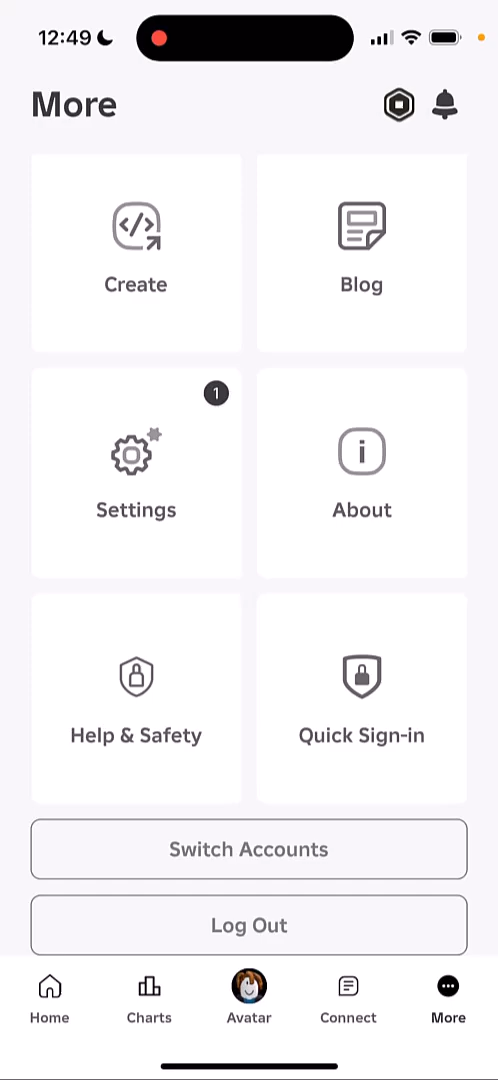 12:49
More
Create
Blog
1
Settings
About
Help & Safety
Quick Sign-in
Switch Accounts
Log Out
Home
Charts
Avatar
Connect
More